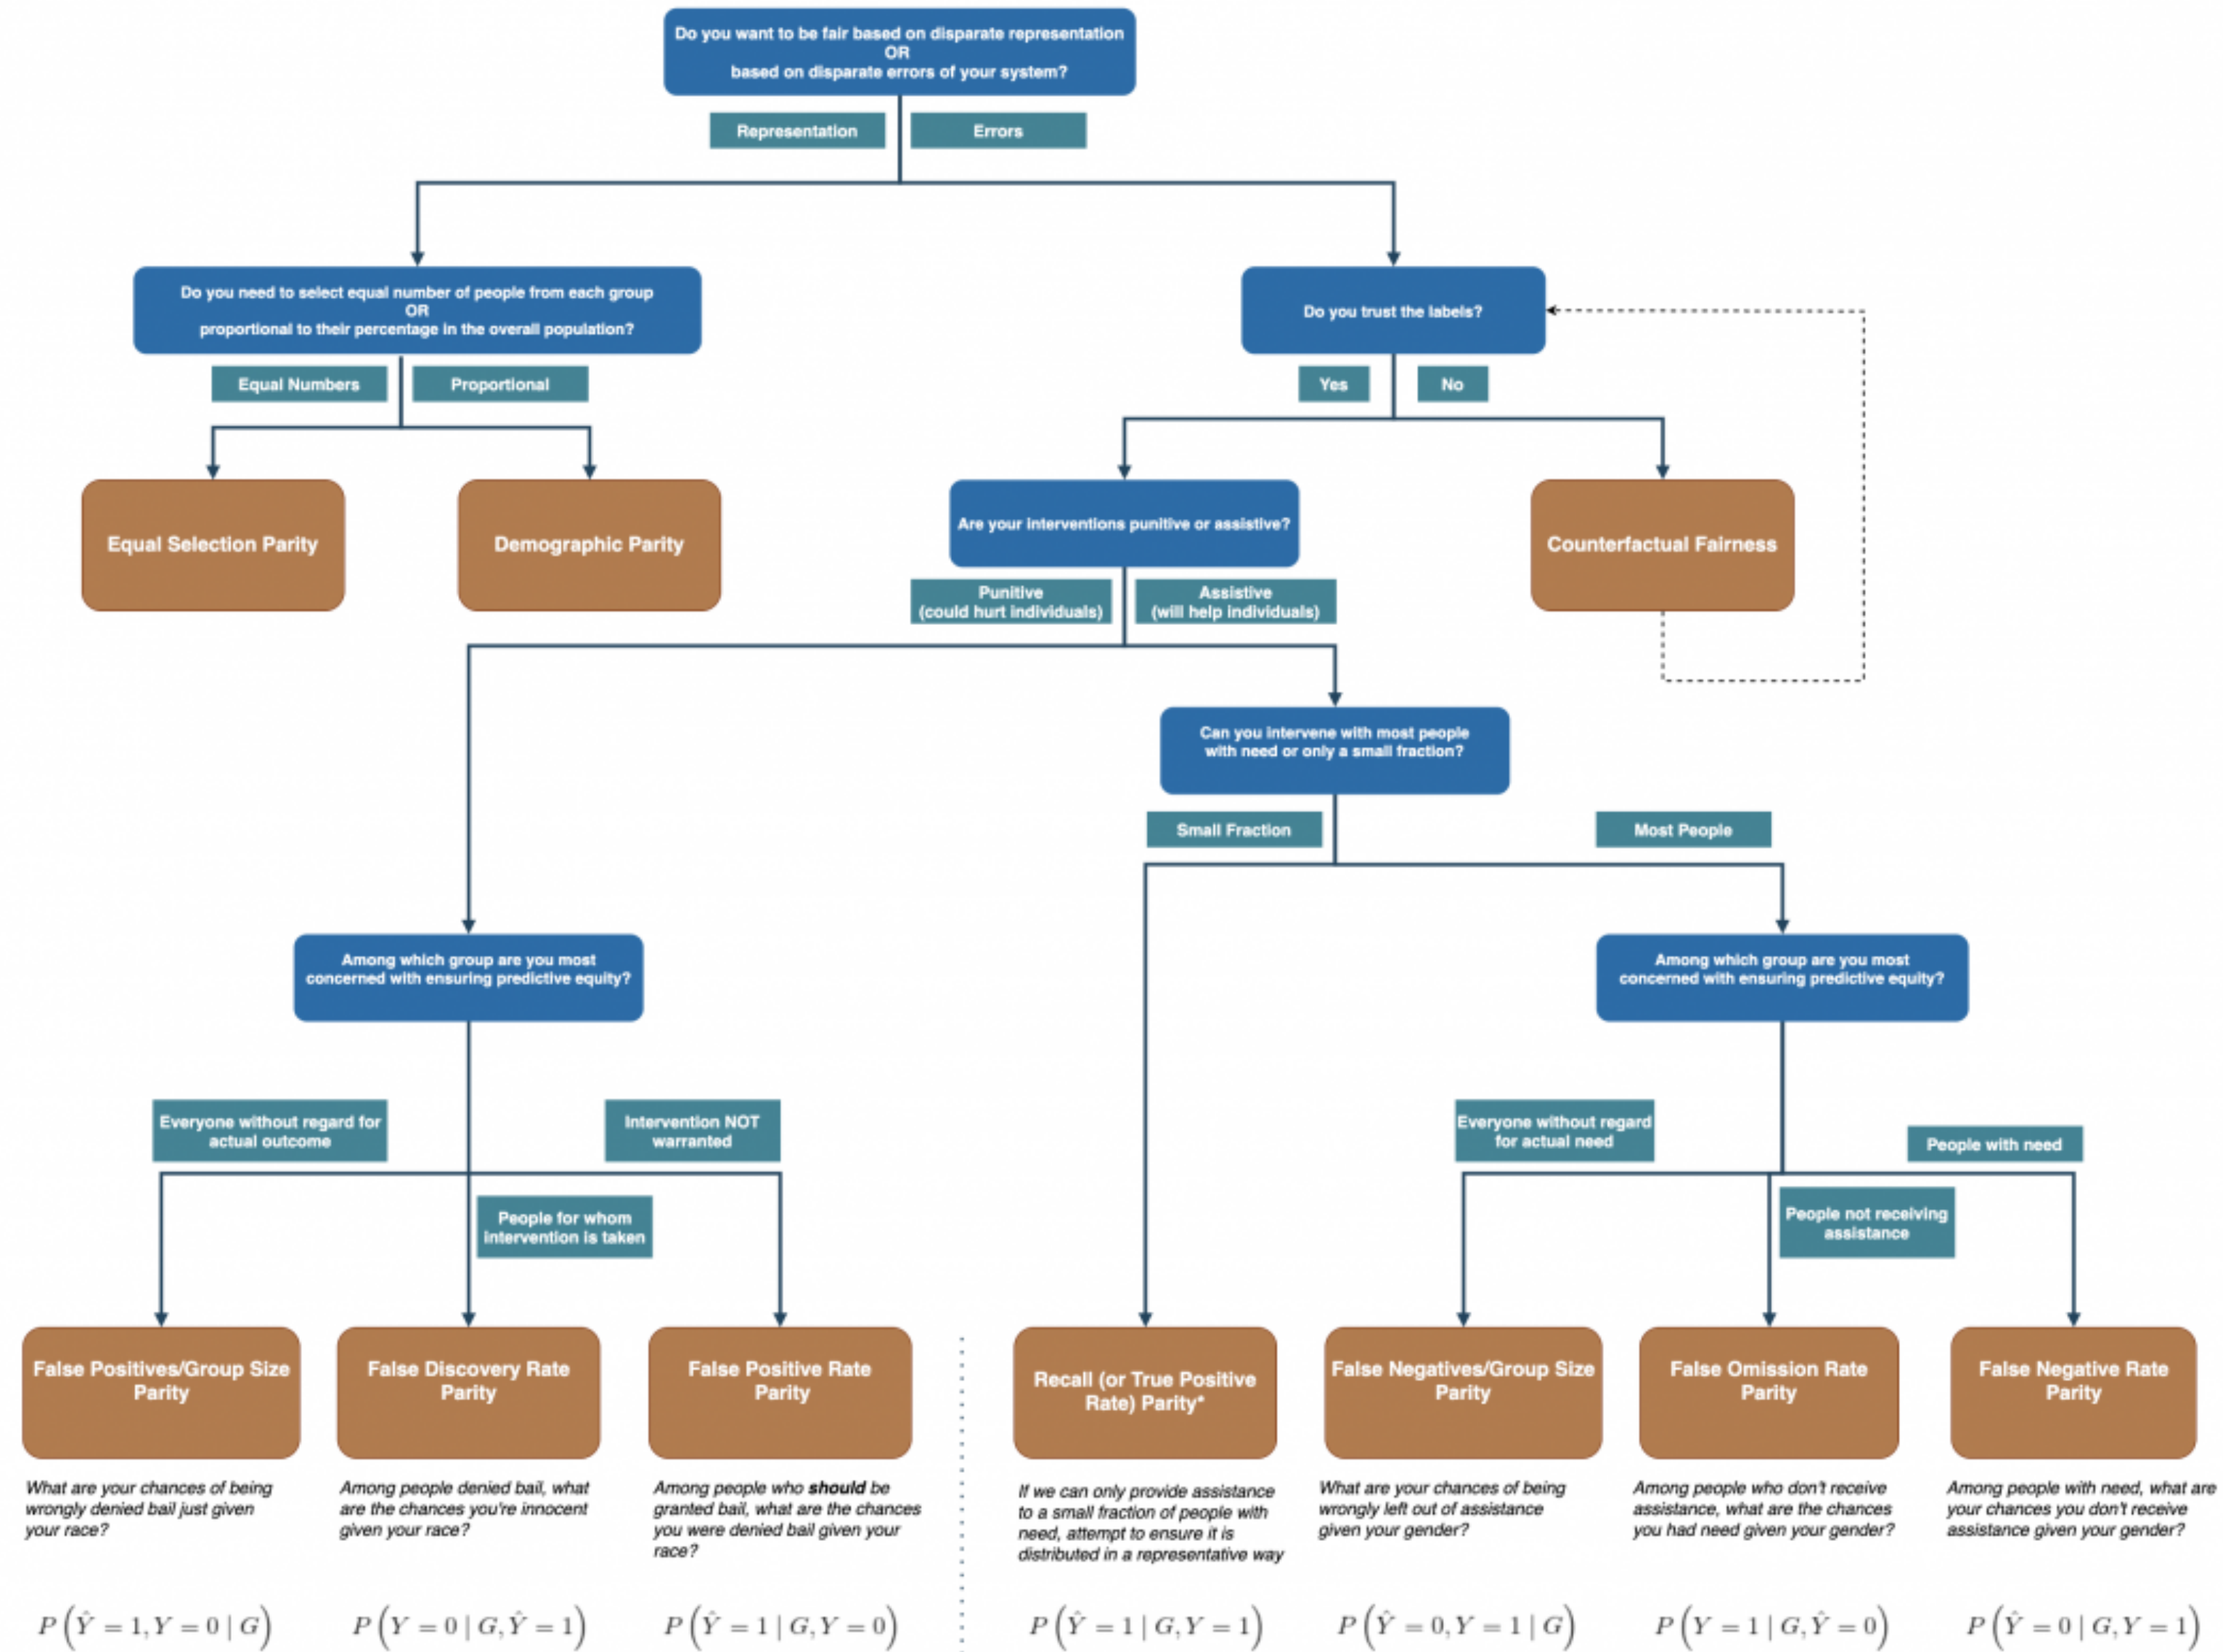 Do you want to be fair based on disparate representation
OR
based on disparate errors of your system?
Representation
Errors
Do you need to select equal number of people from each group
OR
proportional to their percentage in the overall population?
Do you trust the labels?
Equal Numbers
Proportional
Yes
No
Equal Selection Parity
Demographic Parity
Are your interventions punitive or assistive?
Counterfactual Fairness
Punitive
(could hurt individuals)
Assistive
(will help individuals)
Can you intervene with most people
with need or only a small fraction?
Small Fraction
Most People
Among which group are you most
concerned with ensuring predictive equity?
Among which group are you most
concerned with ensuring predictive equity?
Everyone without regard for
actual outcome
Intervention NOT
warranted
People for whom
intervention is taken
Everyone without regard
for actual need
People with need
People not receiving
assistance
False Positives/Group Size
Parity
False Discovery Rate
Parity
False Positive Rate
Parity
Recall (or True Positive
Rate) Parity*
False Negatives/Group Size
Parity
False Omission Rate
Parity
False Negative Rate
Parity
What are your chances of being
wrongly denied bail just given
your race?
Among people denied bail, what
are the chances you're innocent
given your race?
Among people who should be
granted bail, what are the chances
you were denied bail given your
race?
If we can only provide assistance
to a small fraction of people with
need, attempt to ensure it is
distributed in a representative way
What are your chances of being
wrongly left out of assistance
given your gender?
Among people who don't receive
assistance, what are the chances
you had need given your gender?
Among people with need, what are
your chances you don't receive
assistance given your gender?
P(Ŷ = 1, Y = 0 | G)
P(Y = 0 | G, Ŷ = 1)
P(Ŷ = 1 | G, Y = 0)
P(Ŷ = 1 | G, Y = 1)
P(Ŷ = 0, Y = 1 | G)
P(Y = 1 | G, Ŷ = 0)
P(Ŷ = 0 | G, Y = 1)